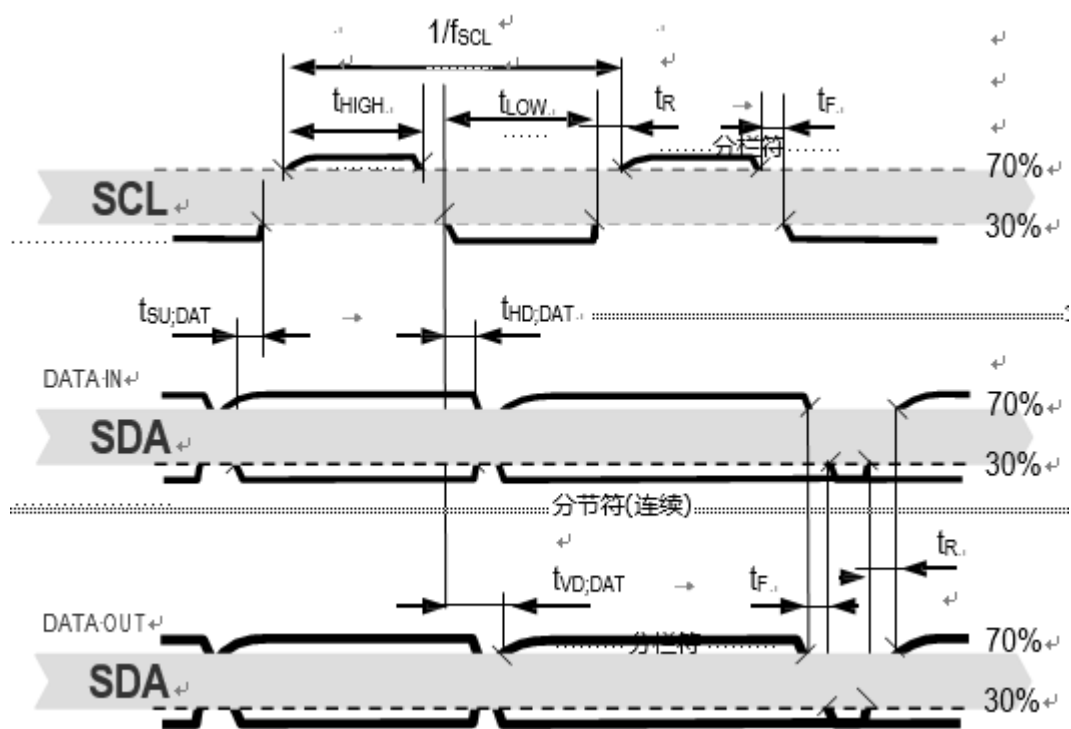 1/fSCL
tHIGH
tLOW
tR
tF
分栏符
70%
SCL
30%
tSU;DAT
tHD;DAT
DATA IN
70%
SDA
30%
分节符(连续)
tR
tVD;DAT
tF
DATA OUT
分栏符
70%
SDA
30%